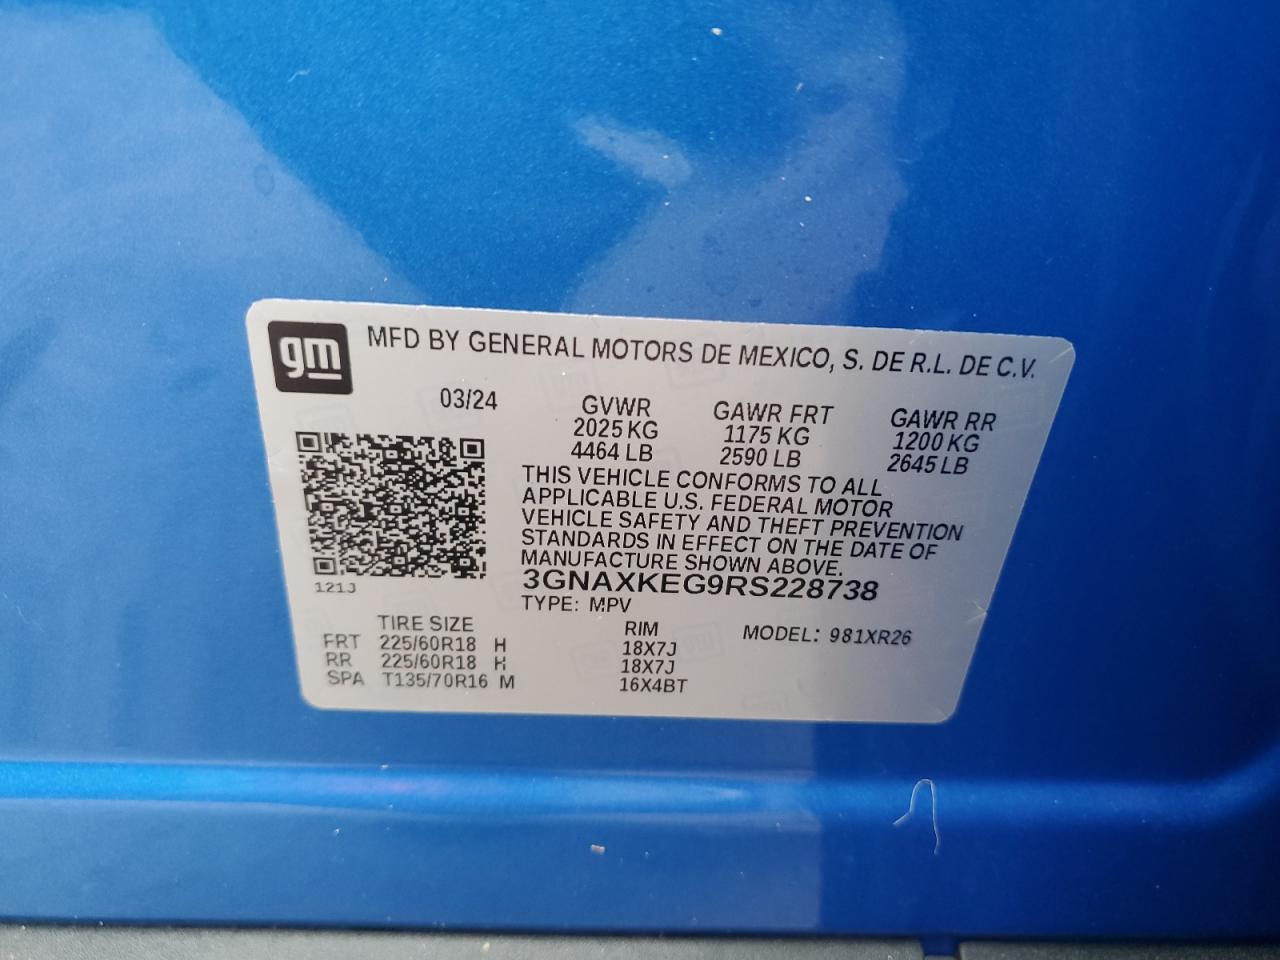 gm
MFD BY GENERAL MOTORS DE MEXICO, S. DE R.L. DE C.V.
03/24 GVWR GAWR FRT GAWR RR
2025 KG 1175 KG 1200 KG
4464 LB 2590 LB 2645 LB
THIS VEHICLE CONFORMS TO ALL
APPLICABLE U.S. FEDERAL MOTOR
VEHICLE SAFETY AND THEFT PREVENTION
STANDARDS IN EFFECT ON THE DATE OF
MANUFACTURE SHOWN ABOVE.
121J 3GNAXKEG9RS228738
TYPE: MPV
TIRE SIZE RIM MODEL: 981XR26
FRT 225/60R18 H 18X7J
RR 225/60R18 H 18X7J
SPA T135/70R16 M 16X4BT